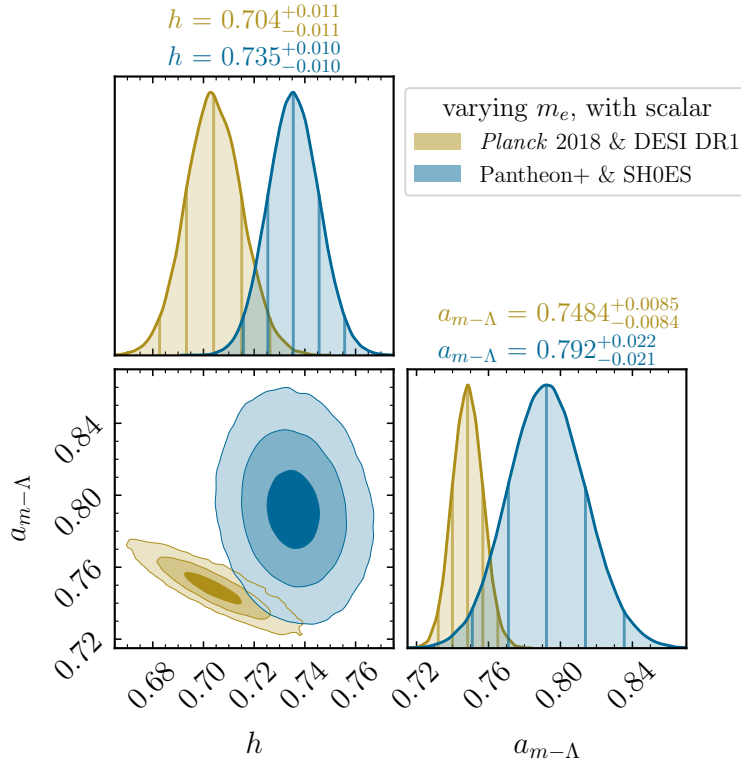 h = 0.704^{+0.011}_{-0.011}
h = 0.735^{+0.010}_{-0.010}
varying m_e, with scalar
Planck 2018 & DESI DR1
Pantheon+ & SH0ES
a_{m−Λ} = 0.7484^{+0.0085}_{-0.0084}
a_{m−Λ} = 0.792^{+0.022}_{-0.021}
a_{m−Λ}
0.84
0.80
0.76
0.72
0.68 0.70 0.72 0.74 0.76
0.72 0.76 0.80 0.84
h
a_{m−Λ}